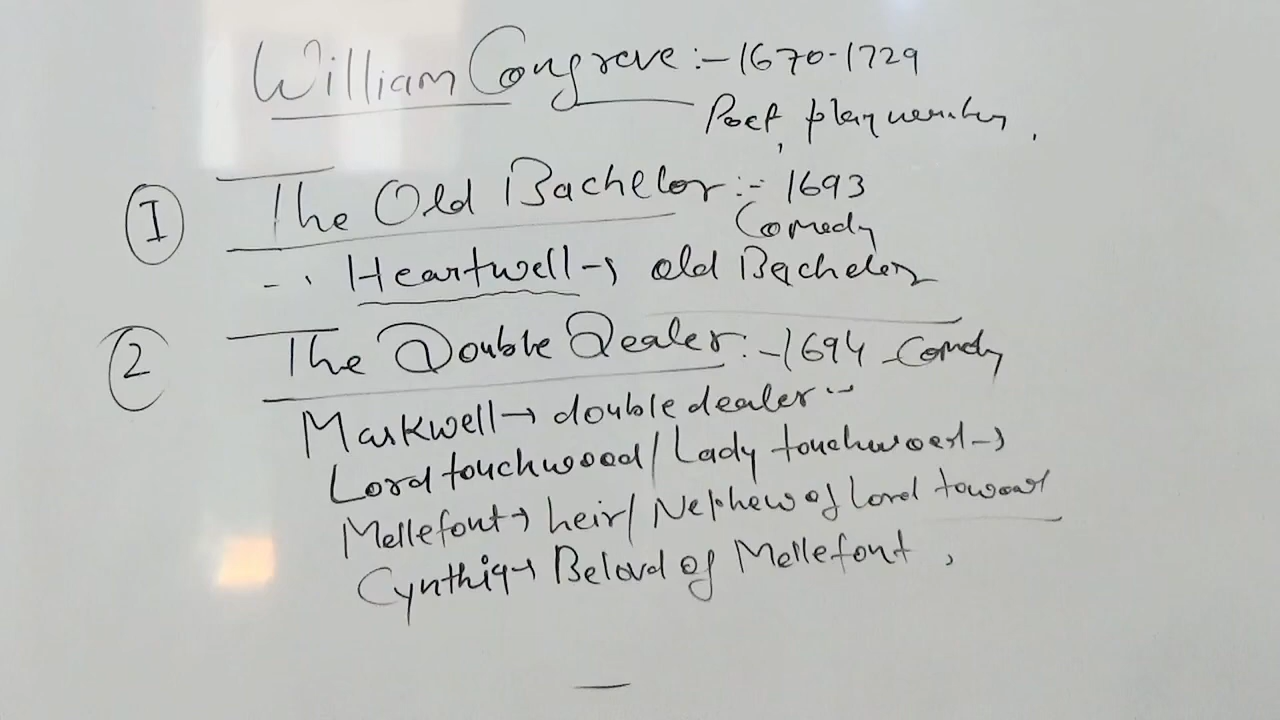 William Congreve :- 1670-1729
Poet, playwriter,
① The Old Bachelor :- 1693
Comedy
Heartwell → old Bachelor
② The Double Dealer :- 1694 - Comedy
Maskwell → double dealer
Lord touchwood / Lady touchwood →
Mellefont → heir / Nephew of Lord
Cynthia → Belovd of Mellefont,